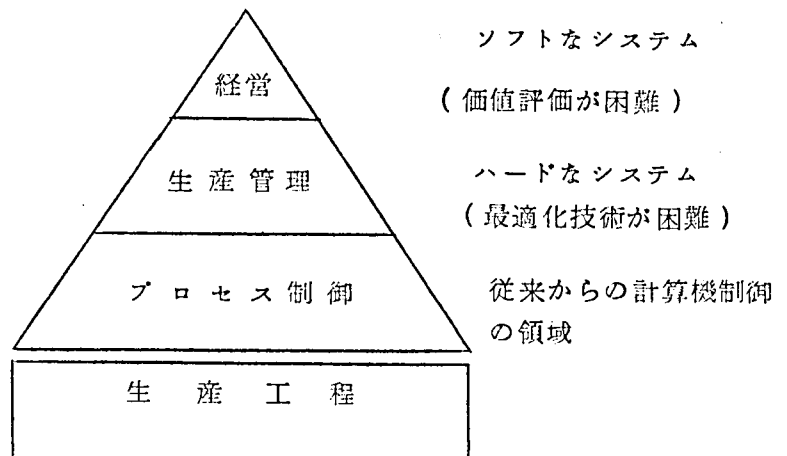 経営
ソフトなシステム
(価値評価が困難)
生産管理
ハードなシステム
(最適化技術が困難)
プロセス制御
従来からの計算機制御
の領域
生産工程